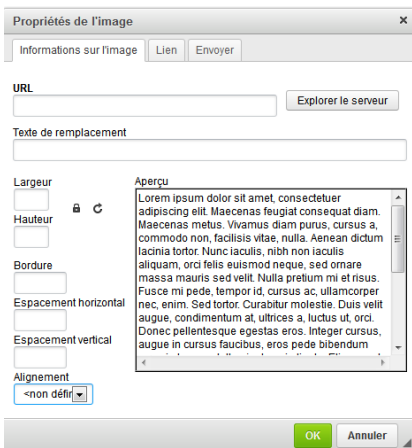 Propriétés de l'image
Informations sur l'image Lien Envoyer
URL
Explorer le serveur
Texte de remplacement
Largeur
Hauteur
Bordure
Espacement horizontal
Espacement vertical
Alignement
<non défir
Aperçu
Lorem ipsum dolor sit amet, consectetuer
adipiscing elit. Maecenas feugiat consequat diam.
Maecenas metus. Vivamus diam purus, cursus a,
commodo non, facilisis vitae, nulla. Aenean dictum
lacinia tortor. Nunc iaculis, nibh non iaculis
aliquam, orci felis euismod neque, sed ornare
massa mauris sed velit. Nulla pretium mi et risus.
Fusce mi pede, tempor id, cursus ac, ullamcorper
nec, enim. Sed tortor. Curabitur molestie. Duis velit
augue, condimentum at, ultrices a, luctus ut, orci.
Donec pellentesque egestas eros. Integer cursus,
augue in cursus faucibus, eros pede bibendum
OK Annuler